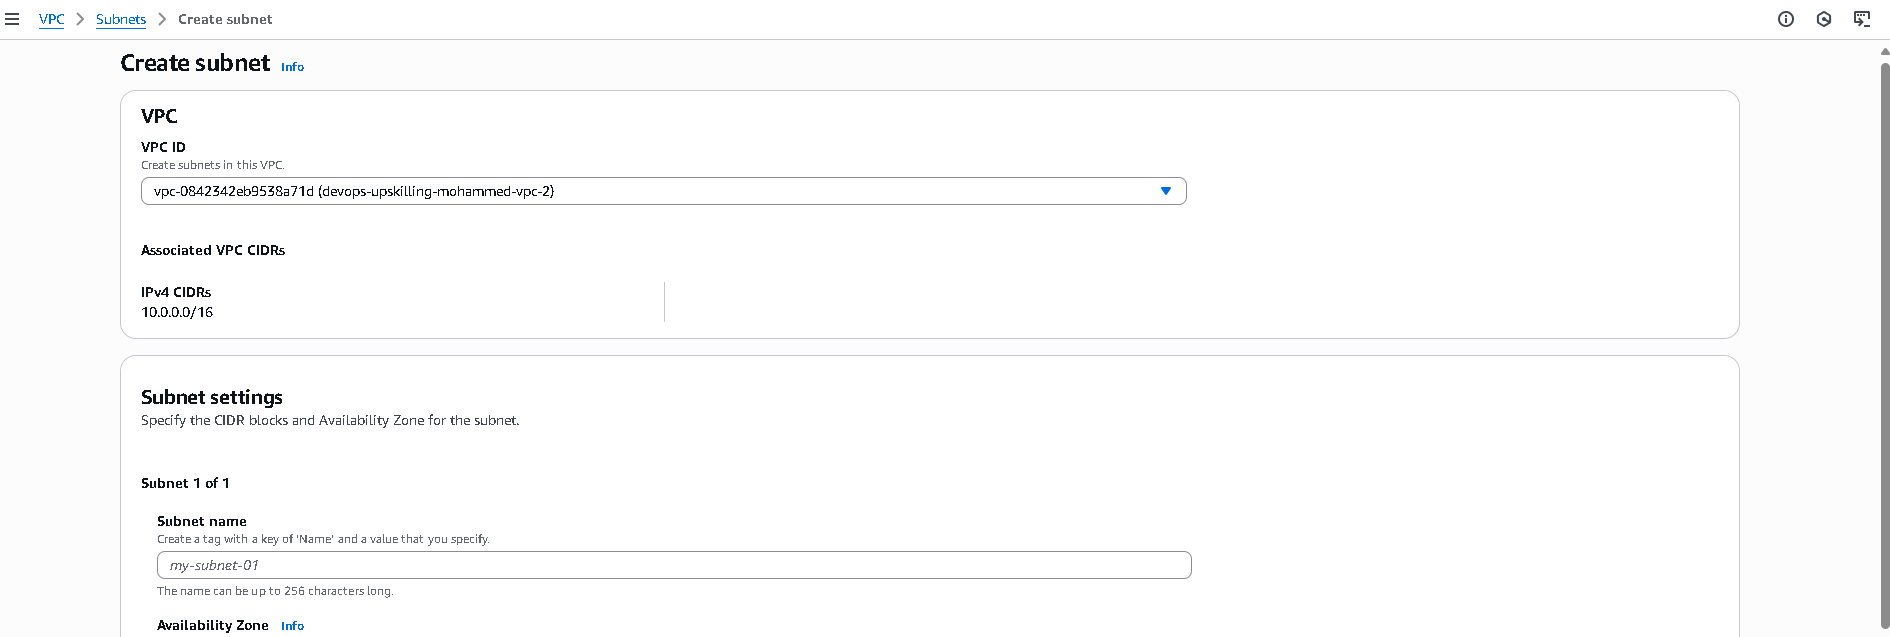 VPC > Subnets > Create subnet
Create subnet Info
VPC
VPC ID
Create subnets in this VPC.
vpc-0842342eb9538a71d (devops-upskilling-mohammed-vpc-2)
Associated VPC CIDRs
IPv4 CIDRs
10.0.0.0/16
Subnet settings
Specify the CIDR blocks and Availability Zone for the subnet.
Subnet 1 of 1
Subnet name
Create a tag with a key of 'Name' and a value that you specify.
my-subnet-01
The name can be up to 256 characters long.
Availability Zone Info